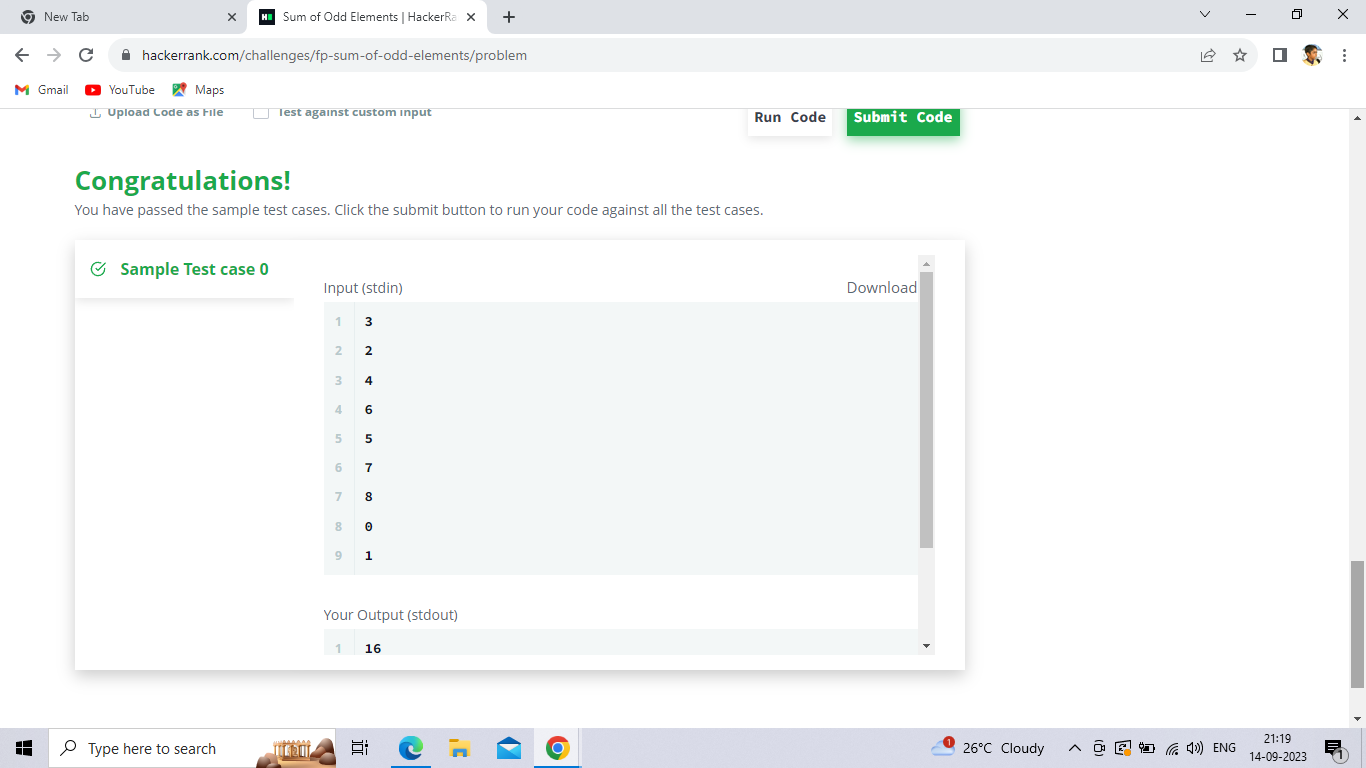 New Tab
Sum of Odd Elements | HackerRa
hackerrank.com/challenges/fp-sum-of-odd-elements/problem
Gmail
YouTube
Maps
Upload Code as File
Test against custom input
Run Code
Submit Code
Congratulations!
You have passed the sample test cases. Click the submit button to run your code against all the test cases.
Sample Test case 0
Input (stdin)
Download
1 3
2 2
3 4
4 6
5 5
6 7
7 8
8 0
9 1
Your Output (stdout)
1 16
Type here to search
1
26°C Cloudy
ENG
21:19
14-09-2023
1